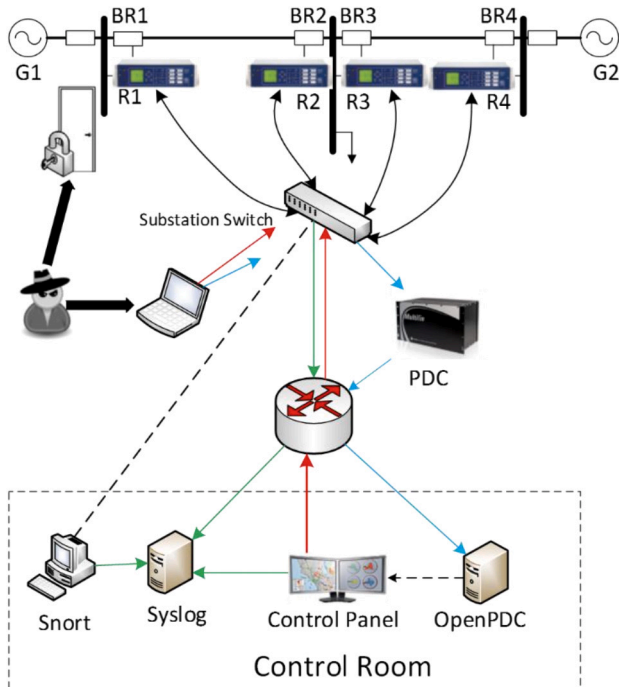 BR1
BR2
BR3
BR4
G1
G2
R1
R2
R3
R4
Substation Switch
Multilin
PDC
Snort
Syslog
Control Panel
OpenPDC
Control Room